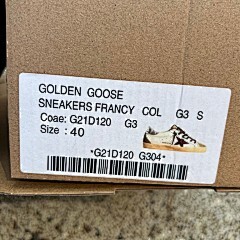 GOLDEN GOOSE
SNEAKERS FRANCY COL G3 S
Coae: G21D120 G3
Size : 40
*G21D120 G304*